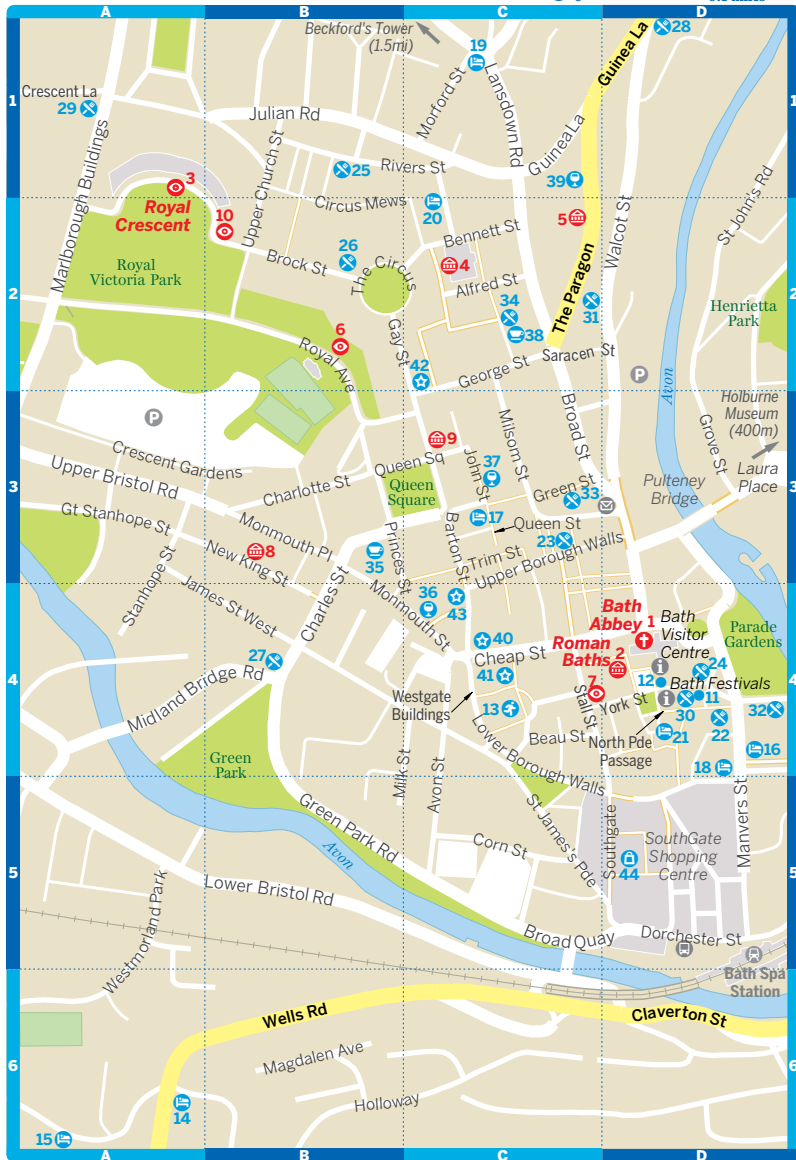 A
B
C
D
Beckford's Tower
(1.5mi)
19
28
Guinea La
Crescent La
29
1
1
Morford St
Lansdown Rd
Julian Rd
Guinea La
Marlborough Buildings
Upper Church St
Rivers St
25
39
3
Royal
Crescent
10
Circus Mews
20
5
Walcot St
St John's Rd
Bennett St
26
Brock St
The Circus
4
Royal
Victoria Park
Alfred St
The Paragon
2
2
34
31
38
Henrietta
Park
6
Royal Ave
Gay St
42
George St
Saracen St
P
Avon
P
Holburne
Museum
(400m)
Milsom St
Broad St
Grove St
9
Crescent Gardens
Queen Sq
John St
37
Laura
Place
Upper Bristol Rd
Charlotte St
Queen
Square
Green St
33
Pulteney
Bridge
3
3
Gt Stanhope St
17
Queen St
Monmouth Pl
Barton St
23
Stanhope St
New King St
8
35
Princes St
Trim St
Upper Borough Walls
James St West
Charles St
36
43
Monmouth St
Bath
Abbey
1
Bath
Visitor
Centre
Parade
Gardens
40
Roman
Baths
2
Cheap St
27
24
12
Bath Festivals
4
4
Midland Bridge Rd
41
7
11
Westgate
Buildings
13
Stall St
York St
30
22
32
Lower Borough Walls
Beau St
North Pde
Passage
21
16
18
Green
Park
Milk St
Avon St
Manvers St
St James's Pde
Southgate
Green Park Rd
Corn St
SouthGate
Shopping
Centre
44
Avon
5
5
Lower Bristol Rd
Westmorland Park
Broad Quay
Dorchester St
Bath Spa
Station
Wells Rd
Claverton St
Magdalen Ave
6
6
Holloway
14
15
A
B
C
D